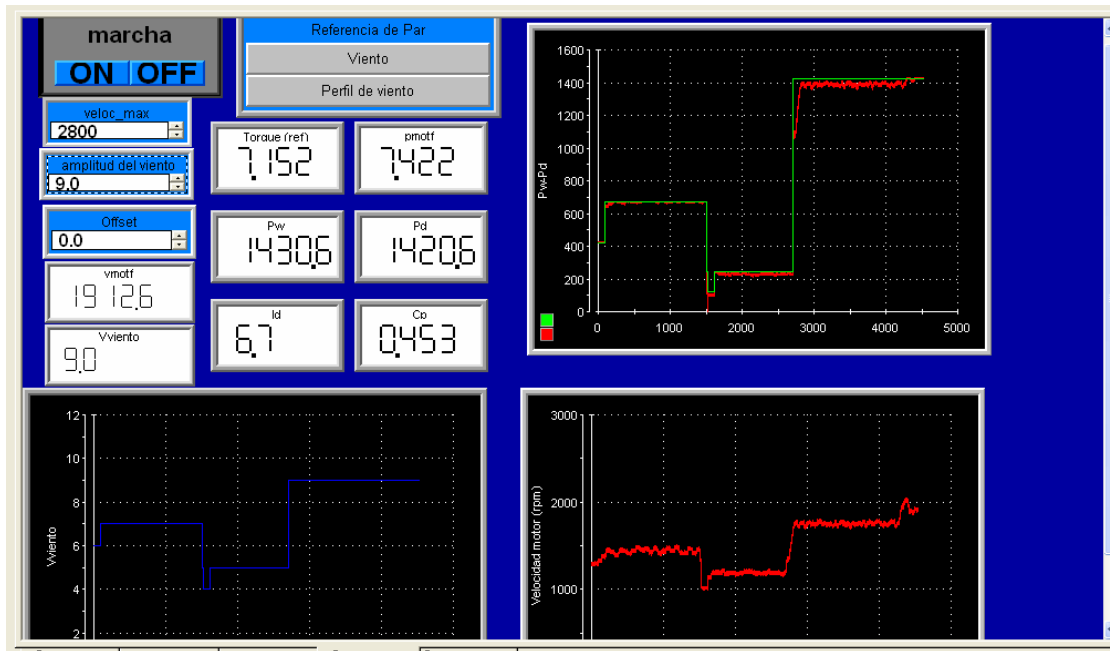 marcha
ON OFF
veloc_max
2800
amplitud del viento
9.0
Offset
0.0
vmotf
1912.6
Vviento
9.0
Referencia de Par
Viento
Perfil de viento
Torque (ref)
7.152
pmotf
7.422
Pw
1430.6
Pd
1420.6
Id
6.7
Cp
0.453
Pw-Pd
1600
1400
1200
1000
800
600
400
200
0
0 1000 2000 3000 4000 5000
Vviento
12
10
8
6
4
2
Velocidad motor (rpm)
3000
2000
1000